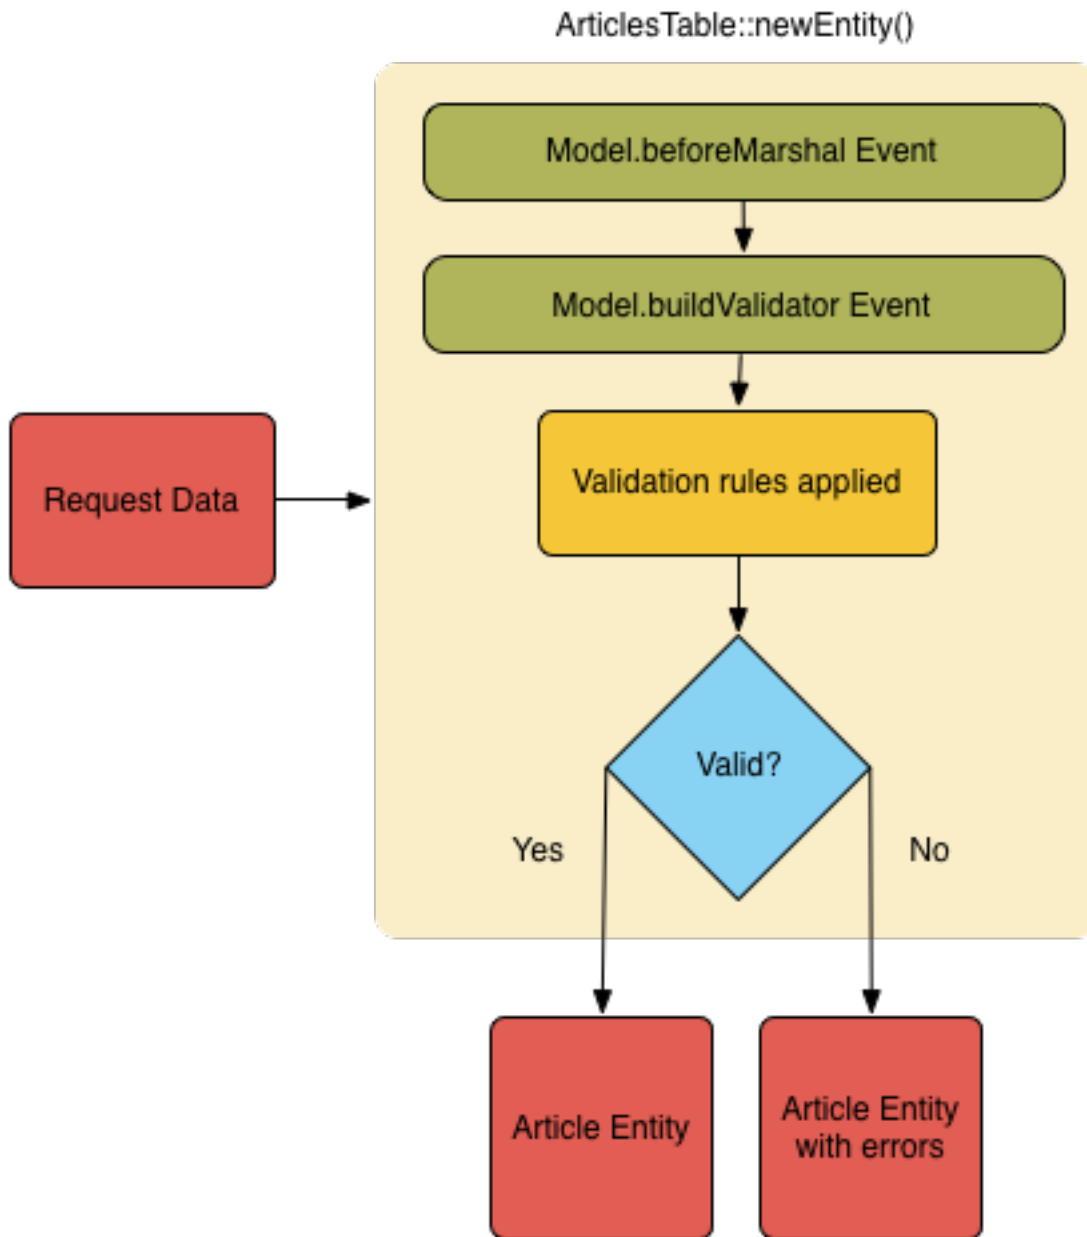 ArticlesTable::newEntity()
Model.beforeMarshal Event
Model.buildValidator Event
Request Data
Validation rules applied
Valid?
Yes
No
Article Entity
Article Entity
with errors